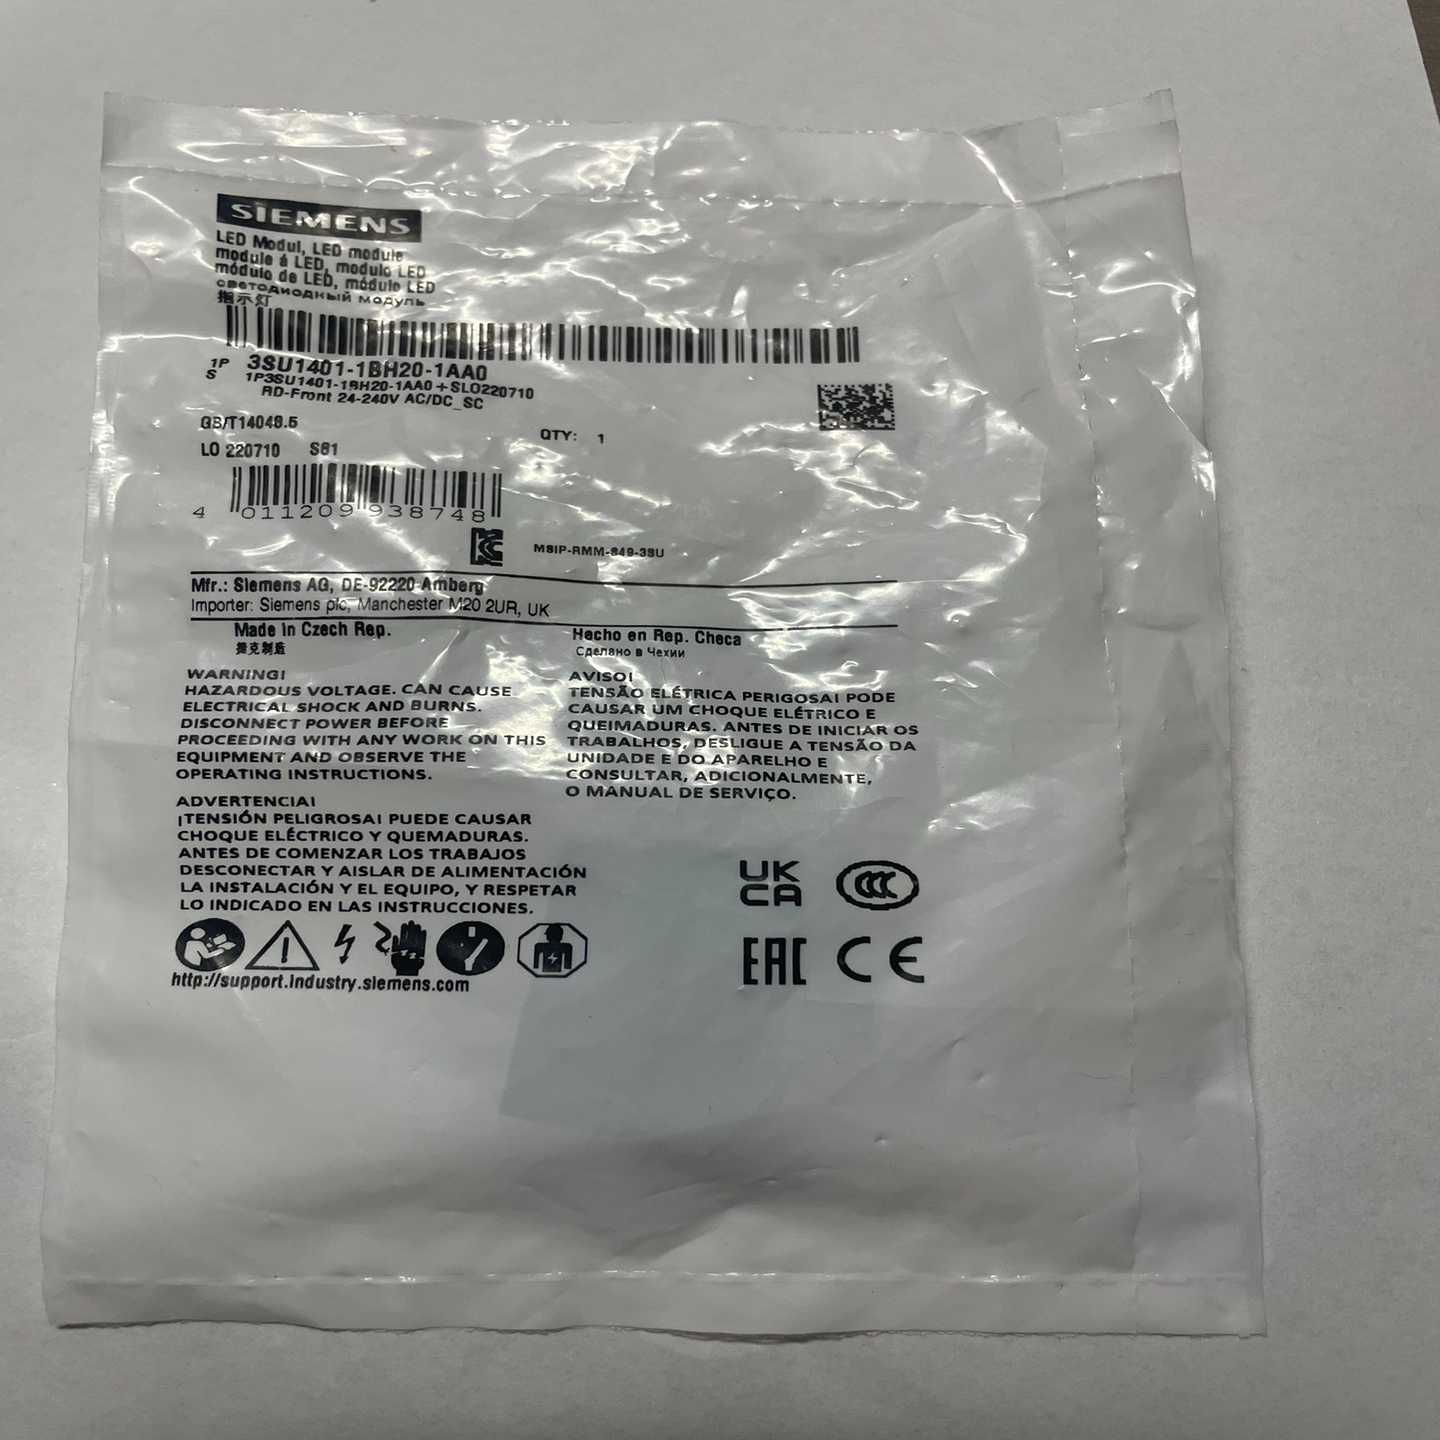 SIEMENS
LED Modul, LED module
module à LED, modulo LED
módulo de LED, módulo LED
светодиодный модуль
指示灯
1P 3SU1401-1BH20-1AA0
S 1P3SU1401-1BH20-1AA0+SLO220710
RD-Front 24-240V AC/DC_SC
GB/T14048.5
QTY: 1
LO 220710 S81
4 011209 938748
MSIP-RMM-S49-3SU
Mfr.: Siemens AG, DE-92220 Amberg
Importer: Siemens plc, Manchester M20 2UR, UK
Made in Czech Rep.
捷克制造
Hecho en Rep. Checa
Сделано в Чехии
WARNING!
HAZARDOUS VOLTAGE. CAN CAUSE
ELECTRICAL SHOCK AND BURNS.
DISCONNECT POWER BEFORE
PROCEEDING WITH ANY WORK ON THIS
EQUIPMENT AND OBSERVE THE
OPERATING INSTRUCTIONS.
ADVERTENCIA!
¡TENSIÓN PELIGROSA! PUEDE CAUSAR
CHOQUE ELÉCTRICO Y QUEMADURAS.
ANTES DE COMENZAR LOS TRABAJOS
DESCONECTAR Y AISLAR DE ALIMENTACIÓN
LA INSTALACIÓN Y EL EQUIPO, Y RESPETAR
LO INDICADO EN LAS INSTRUCCIONES.
AVISO!
TENSÃO ELÉTRICA PERIGOSA! PODE
CAUSAR UM CHOQUE ELÉTRICO E
QUEIMADURAS. ANTES DE INICIAR OS
TRABALHOS, DESLIGUE A TENSÃO DA
UNIDADE E DO APARELHO E
CONSULTAR, ADICIONALMENTE,
O MANUAL DE SERVIÇO.
UK
CA
CCC
EAC CE
http://support.industry.siemens.com